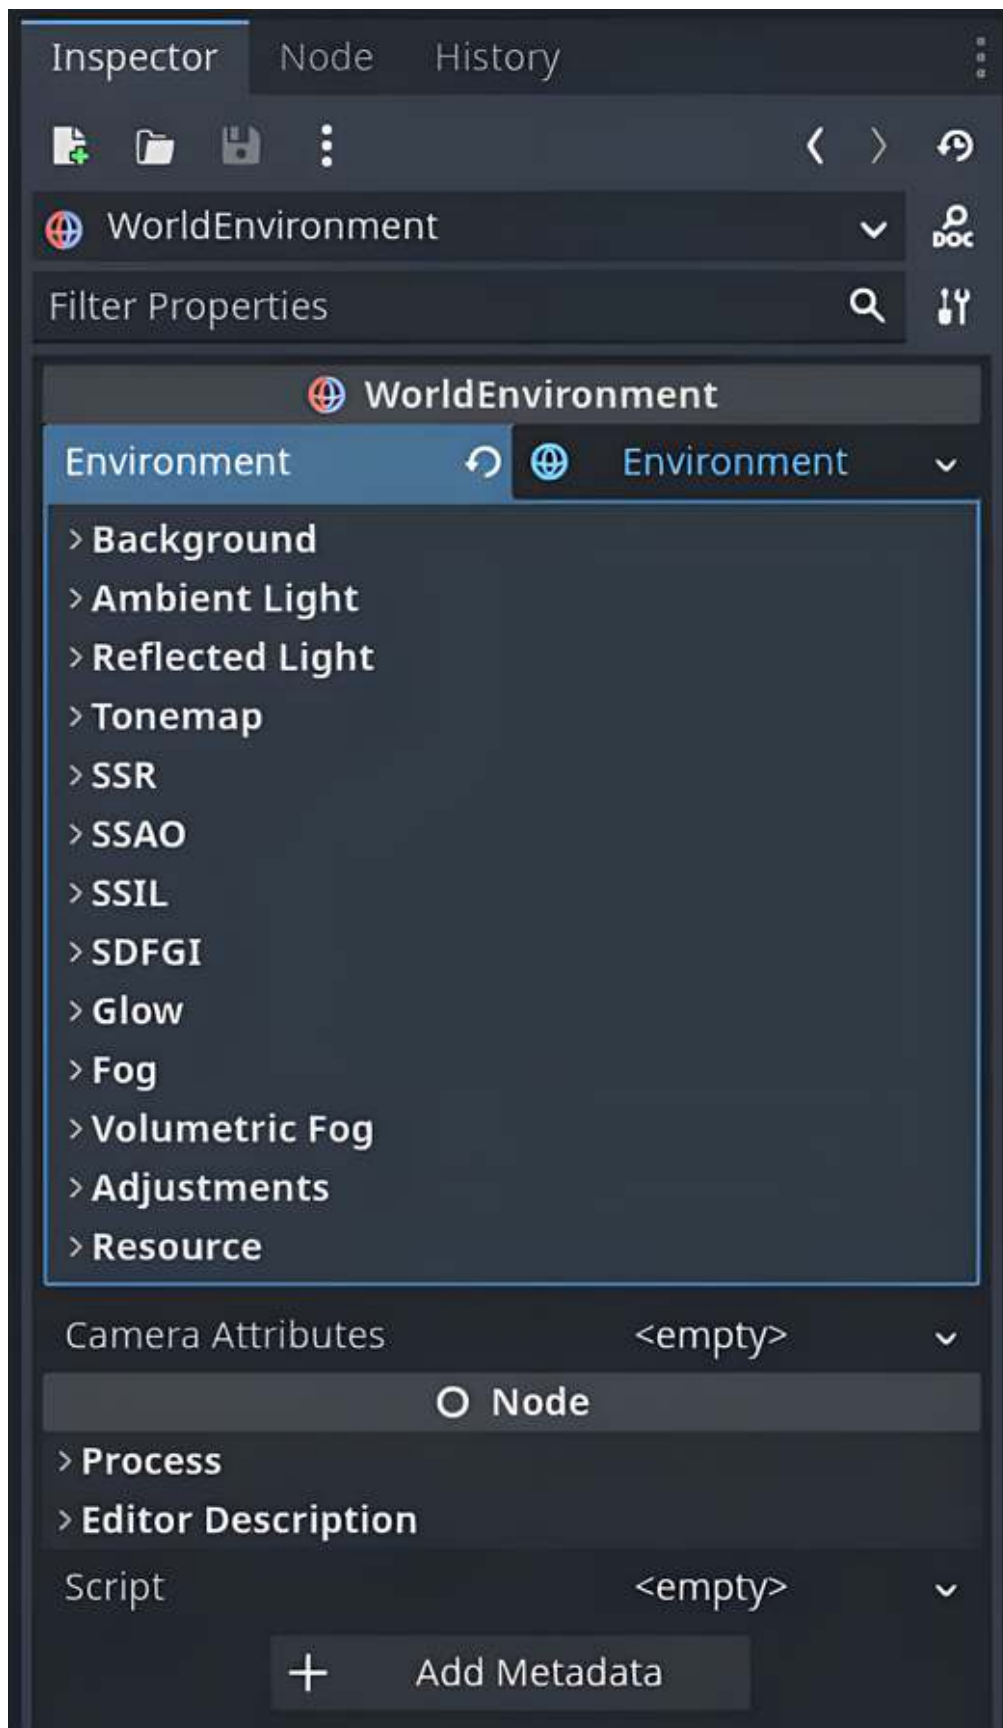 Inspector Node History
WorldEnvironment
DOC
Filter Properties
WorldEnvironment
Environment Environment
Background
Ambient Light
Reflected Light
Tonemap
SSR
SSAO
SSIL
SDFGI
Glow
Fog
Volumetric Fog
Adjustments
Resource
Camera Attributes <empty>
Node
Process
Editor Description
Script <empty>
Add Metadata